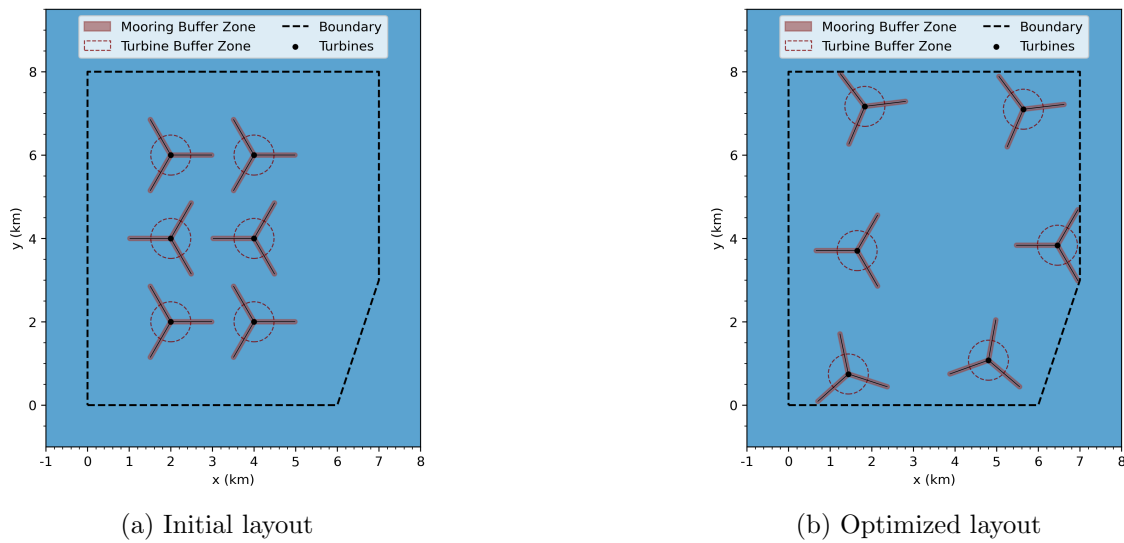 Mooring Buffer Zone
Turbine Buffer Zone
Boundary
Turbines
8
6
4
2
0
y (km)
-1 0 1 2 3 4 5 6 7 8
x (km)
(a) Initial layout
Mooring Buffer Zone
Turbine Buffer Zone
Boundary
Turbines
8
6
4
2
0
y (km)
-1 0 1 2 3 4 5 6 7 8
x (km)
(b) Optimized layout